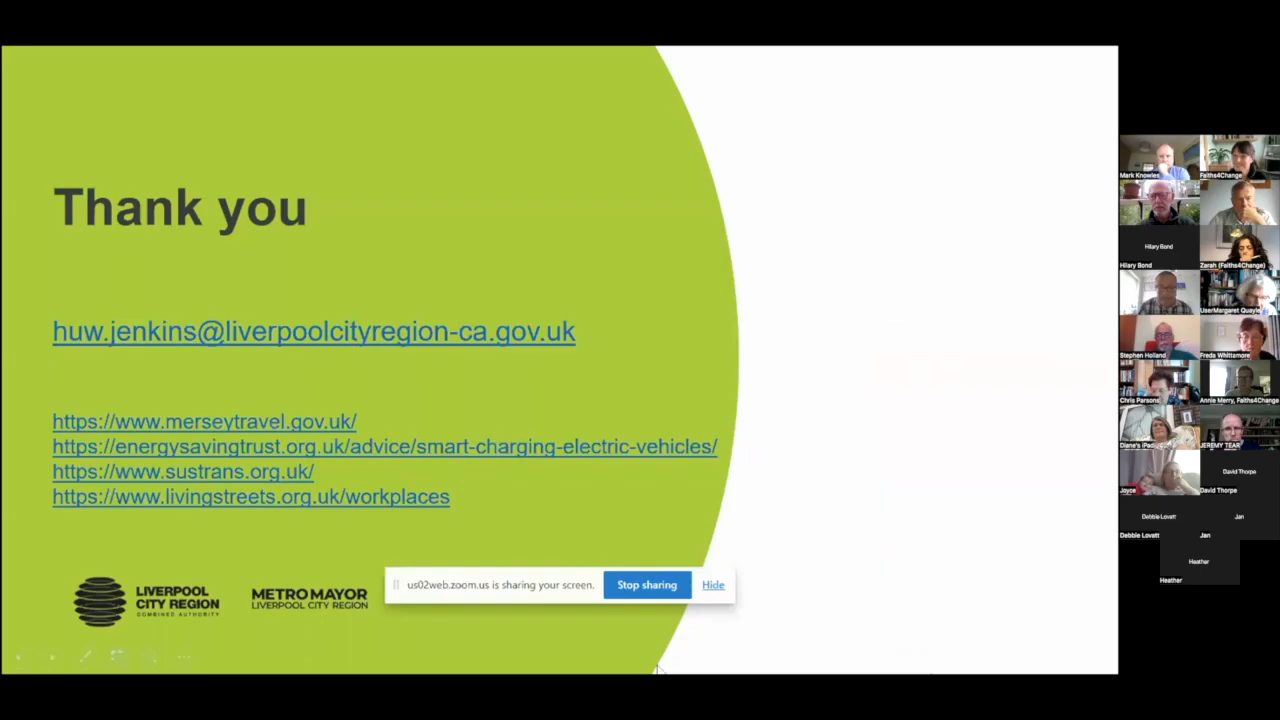 Thank you
huw.jenkins@liverpoolcityregion-ca.gov.uk
https://www.merseytravel.gov.uk/
https://energysavingtrust.org.uk/advice/smart-charging-electric-vehicles/
https://www.sustrans.org.uk/
https://www.livingstreets.org.uk/workplaces
LIVERPOOL
CITY REGION
COMBINED AUTHORITY
METRO MAYOR
LIVERPOOL CITY REGION
us02web.zoom.us is sharing your screen.
Stop sharing
Hide
Mark Knowles
Faiths4Change
Hilary Bond
Hilary Bond
Zarah (Faiths4Change)
UserMargaret Quayle
Stephen Holland
Freda Whittamore
Chris Parsons
Annie Merry, Faiths4Change
Diane's iPad
JEREMY TEAR
Joyce
David Thorpe
David Thorpe
Debbie Lovatt
Jan
Debbie Lovatt
Jan
Heather
Heather